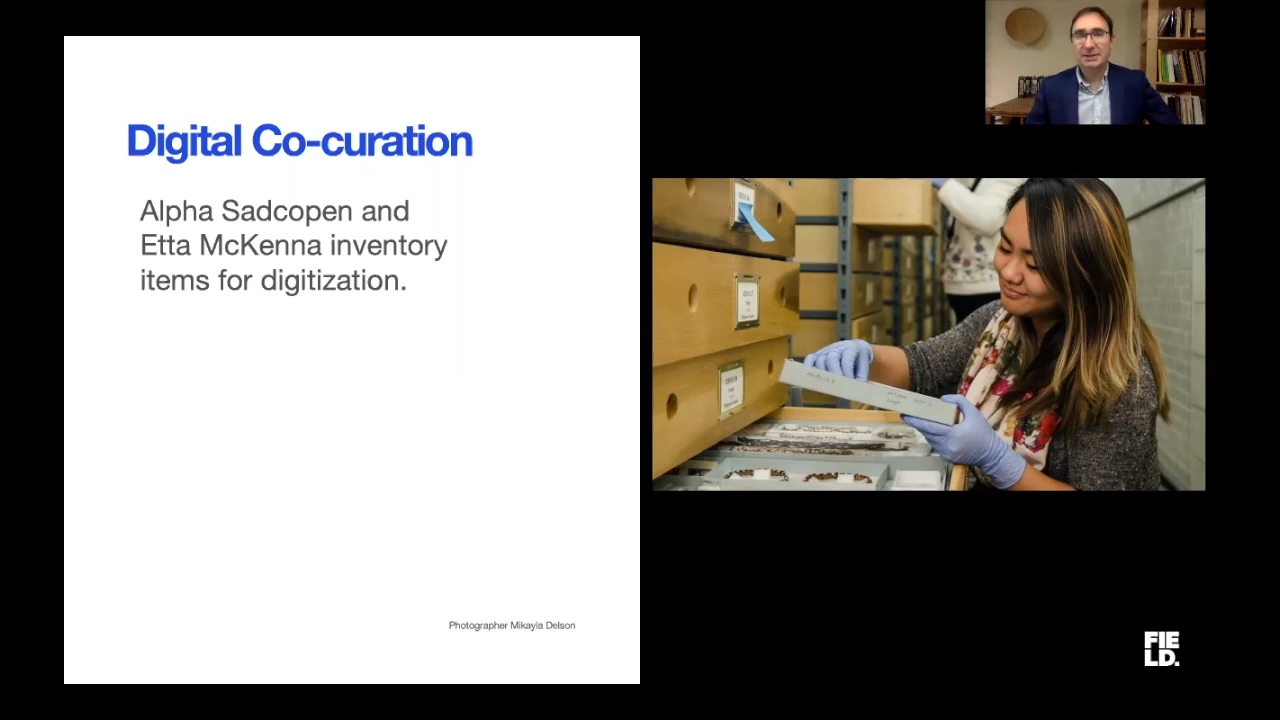 Digital Co-curation
Alpha Sadcopen and
Etta McKenna inventory
items for digitization.
Photographer Mikayla Delson
FIE
LD.